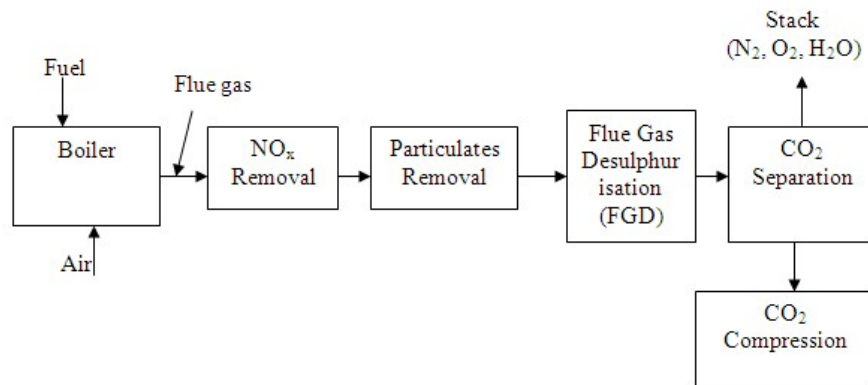 Stack
(N₂, O₂, H₂O)
Fuel
Flue gas
Boiler
Air
NOₓ
Removal
Particulates
Removal
Flue Gas
Desulphur
isation
(FGD)
CO₂
Separation
CO₂
Compression